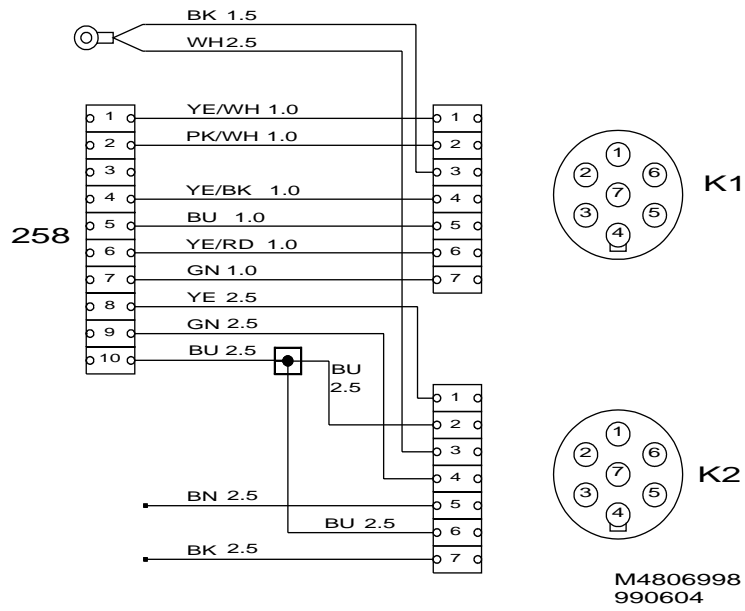 BK 1.5
WH2.5
258
1 YE/WH 1.0 1
2 PK/WH 1.0 2
3 3
4 YE/BK 1.0 4
5 BU 1.0 5
6 YE/RD 1.0 6
7 GN 1.0 7
8 YE 2.5
9 GN 2.5
10 BU 2.5
BU
2.5
1
2
3
4
BN 2.5 5
BU 2.5 6
BK 2.5 7
1
2 6
7
3 5
4
K1
1
2 6
7
3 5
4
K2
M4806998
990604